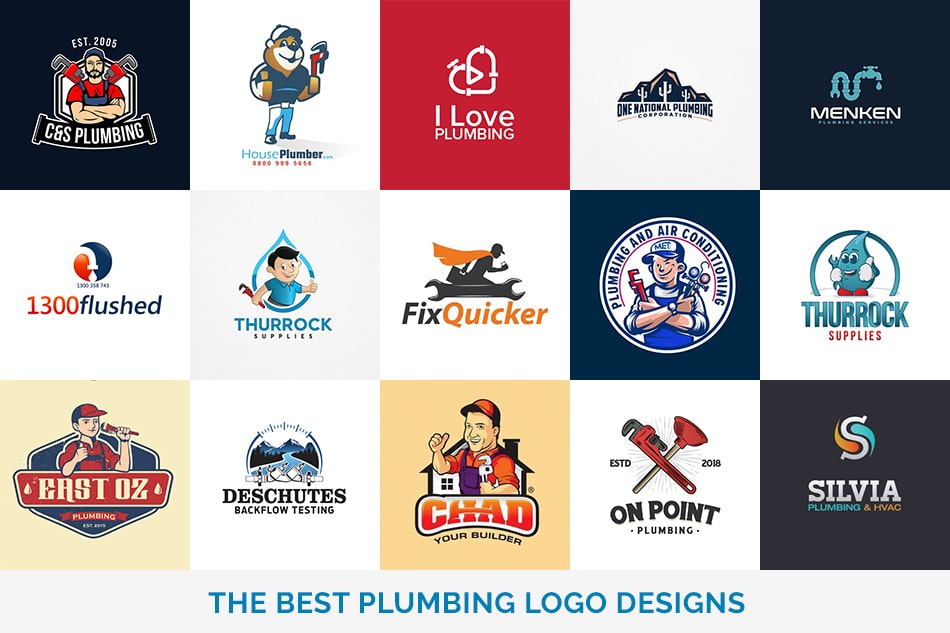 EST. 2005
C&S PLUMBING
HousePlumber.com
0800 999 5656
I Love
PLUMBING
ONE NATIONAL PLUMBING
CORPORATION
MENKEN
PLUMBING SERVICES
1300 358 743
1300flushed
THURROCK
SUPPLIES
FixQuicker
PLUMBING AND AIR CONDITIONING
MET
THURROCK
SUPPLIES
EAST OZ
PLUMBING
EST. 2015
DESCHUTES
BACKFLOW TESTING
CHAD®
YOUR BUILDER
ESTD 2018
ON POINT
• PLUMBING •
SILVIA
PLUMBING & HVAC
THE BEST PLUMBING LOGO DESIGNS